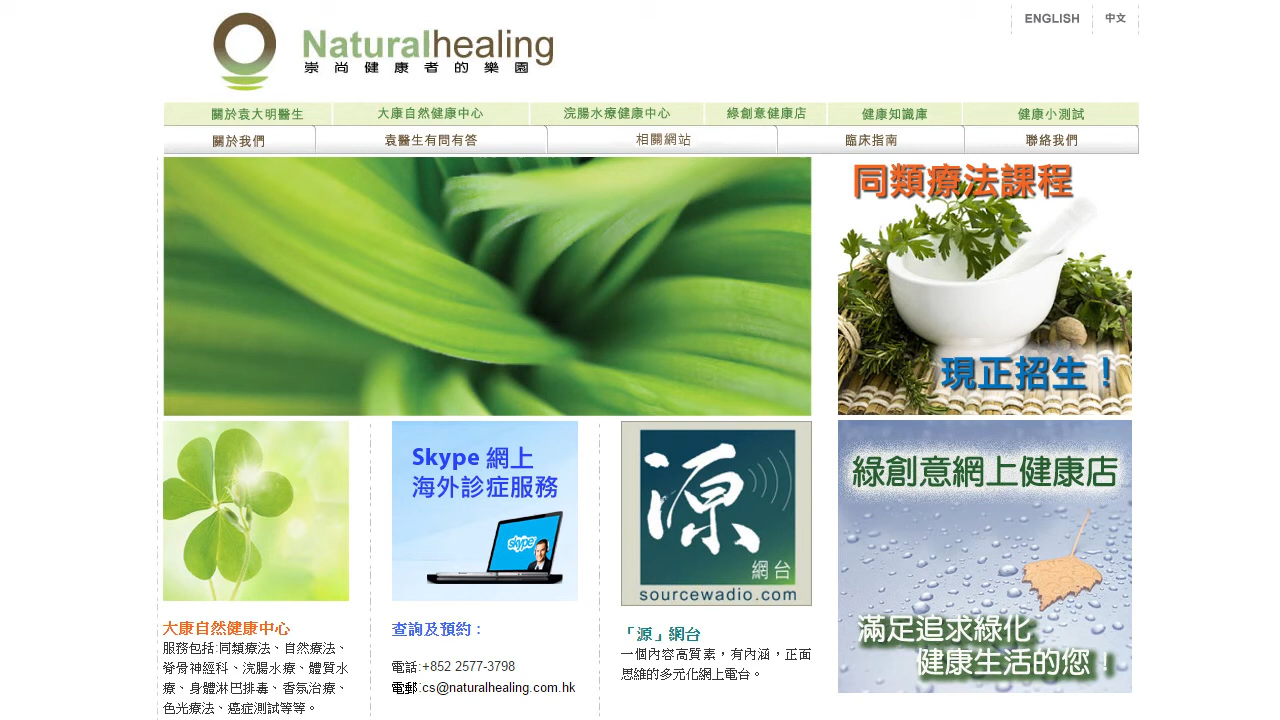 ENGLISH
中文
Naturalhealing
崇尚健康者的樂園
關於袁大明醫生
大康自然健康中心
浣腸水療健康中心
綠創意健康店
健康知識庫
健康小測試
關於我們
袁醫生有問有答
相關網站
臨床指南
聯絡我們
同類療法課程
現正招生！
Skype 網上
海外診症服務
skype
源
網台
sourcewadio.com
綠創意網上健康店
滿足追求綠化
健康生活的您！
大康自然健康中心
服務包括:同類療法、自然療法、
脊骨神經科、浣腸水療、體質水
療、身體淋巴排毒、香氛治療、
色光療法、癌症測試等等。
查詢及預約：
電話:+852 2577-3798
電郵:cs@naturalhealing.com.hk
「源」網台
一個內容高質素，有內涵，正面
思維的多元化網上電台。